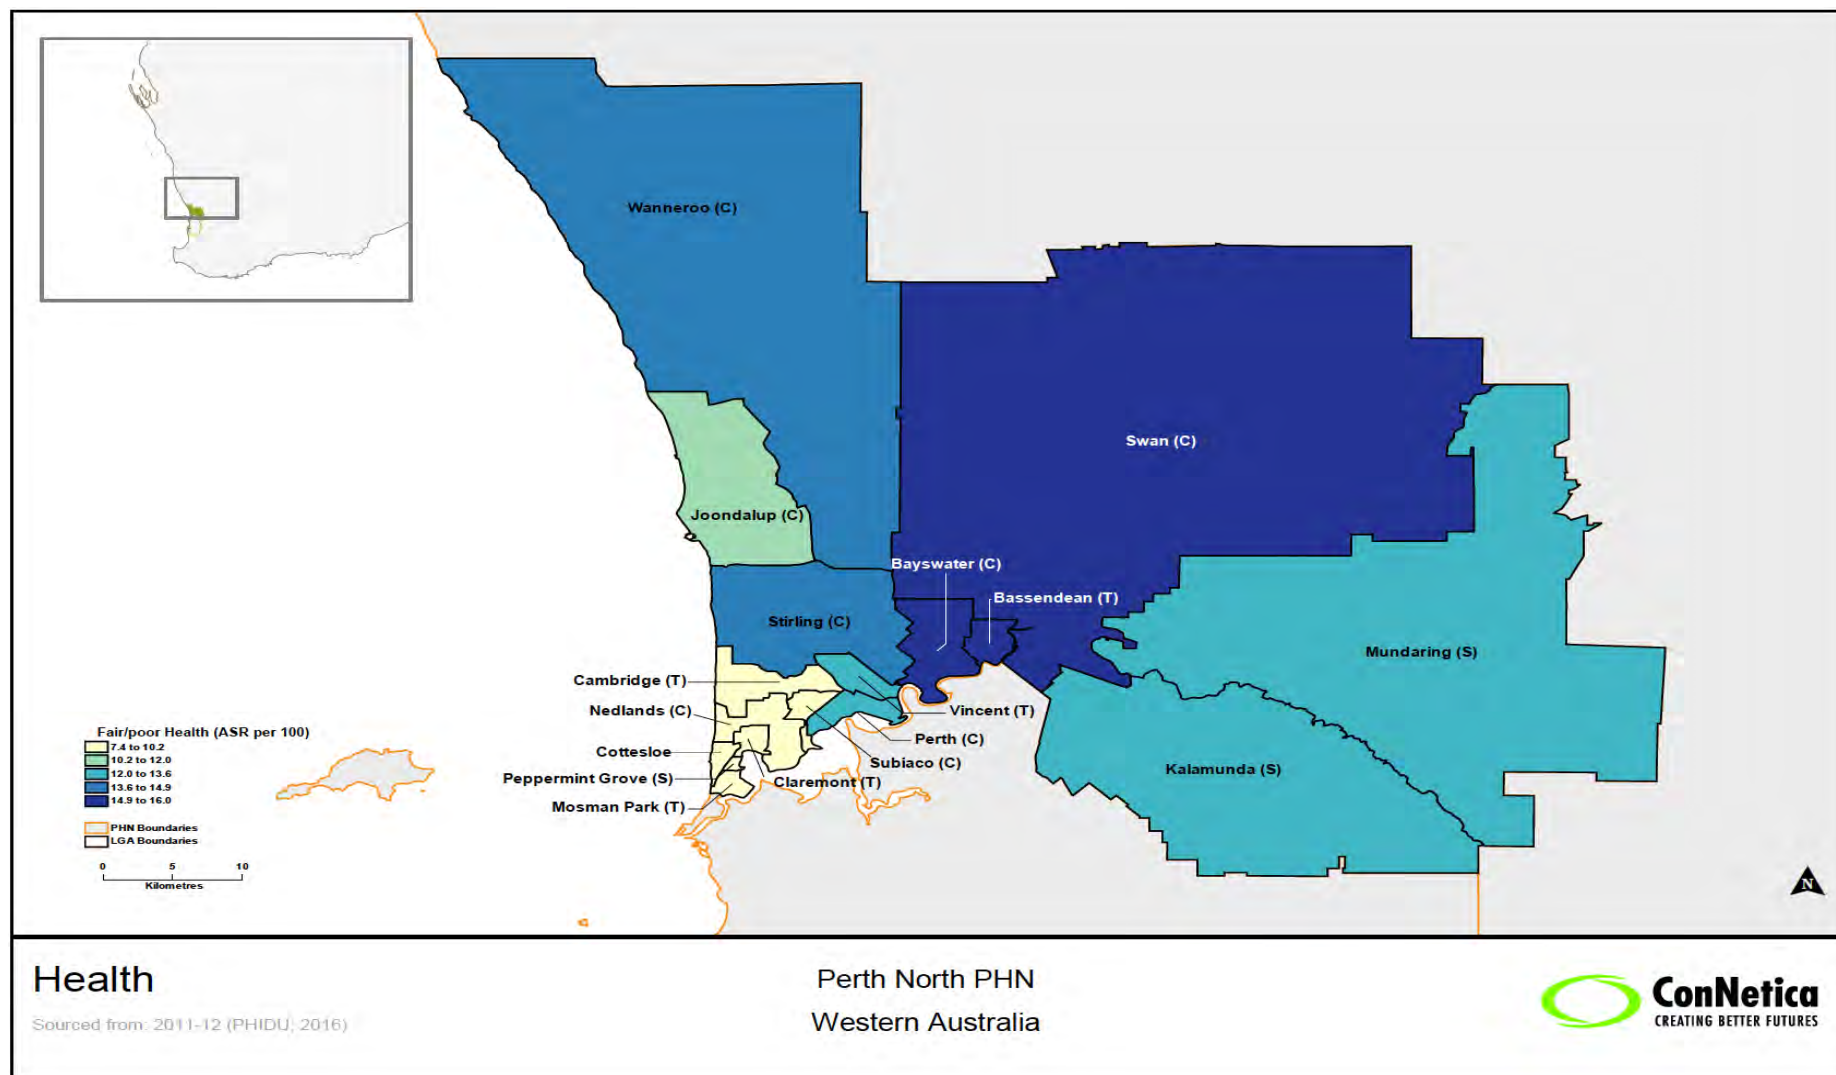 Wanneroo (C)
Swan (C)
Joondalup (C)
Bayswater (C)
Bassendean (T)
Stirling (C)
Mundaring (S)
Cambridge (T)
Nedlands (C)
Vincent (T)
Perth (C)
Cottesloe
Subiaco (C)
Kalamunda (S)
Peppermint Grove (S)
Claremont (T)
Mosman Park (T)
Fair/poor Health (ASR per 100)
7.4 to 10.2
10.2 to 12.0
12.0 to 13.6
13.6 to 14.9
14.9 to 16.0
PHN Boundaries
LGA Boundaries
0 5 10
Kilometres
N
Health
Sourced from: 2011-12 (PHIDU, 2016)
Perth North PHN
Western Australia
ConNetica
CREATING BETTER FUTURES